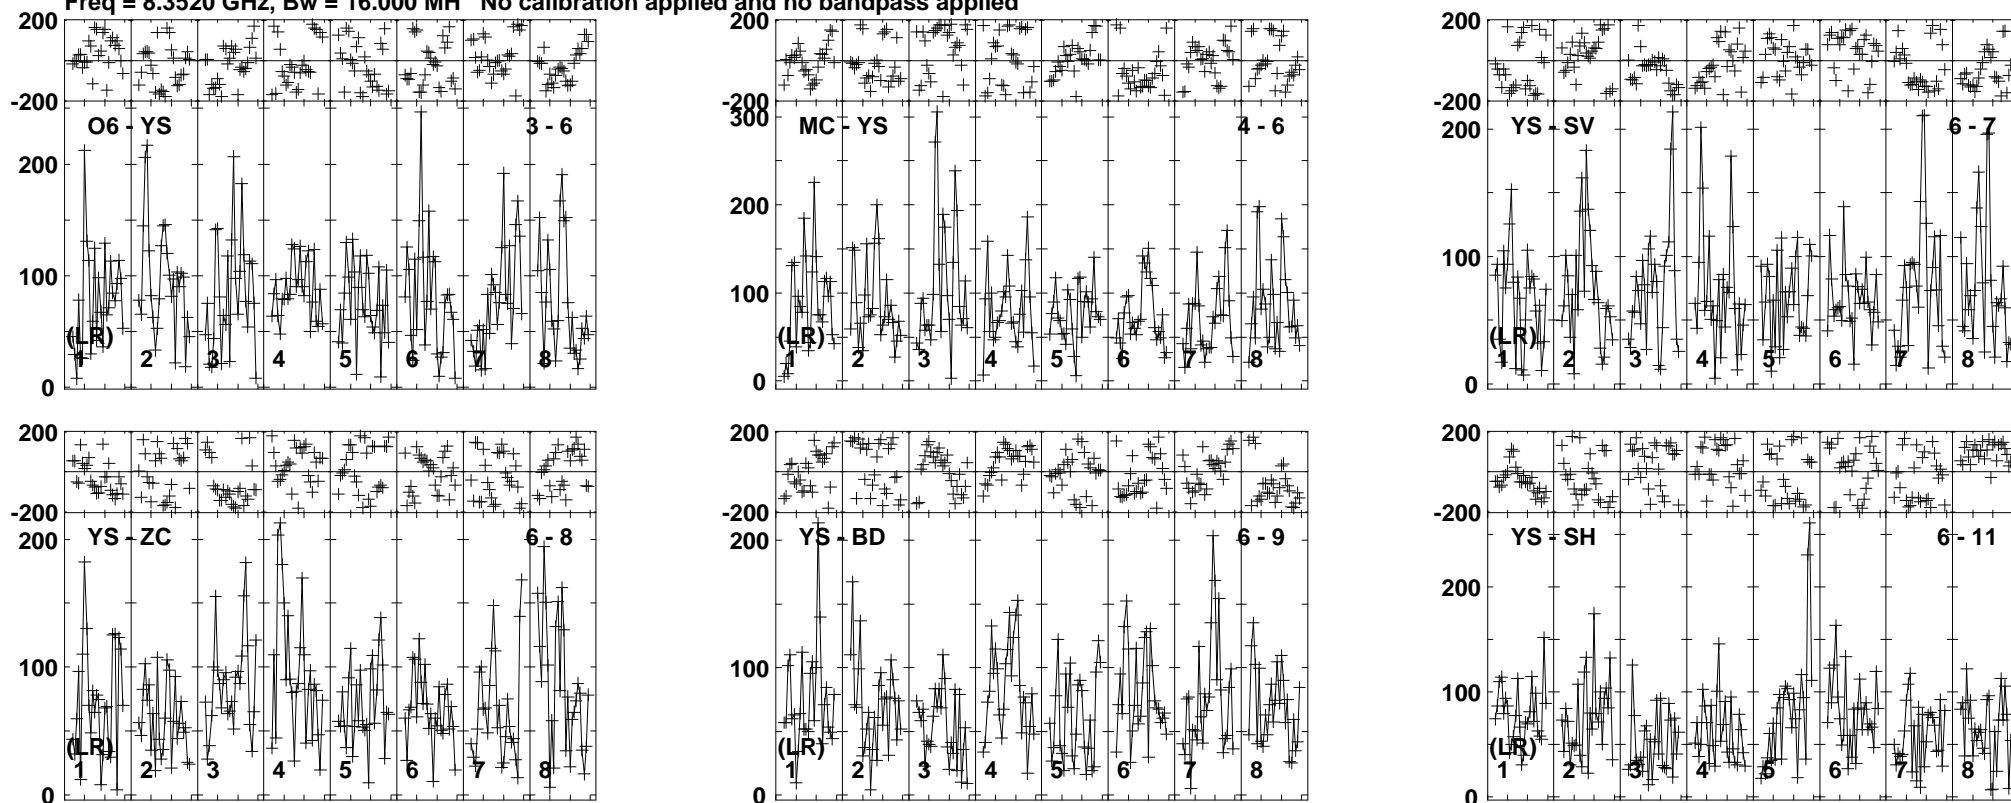 Freq = 8.3520 GHz, Bw = 16.000 MH No calibration applied and no bandpass applied
200
-200
O6 - YS
3 - 6
200
100
0
(LR)
1 2 3 4 5 6 7 8
200
-200
300
MC - YS
4 - 6
200
100
0
1 2 3 4 5 6 7 8
200
-200
200
YS - SV
6 - 7
100
0
(LR)
1 2 3 4 5 6 7 8
200
-200
200
YS - ZC
6 - 8
100
0
(LR)
1 2 3 4 5 6 7 8
200
-200
200
YS - BD
6 - 9
100
0
(LR)
1 2 3 4 5 6 7 8
200
-200
YS - SH
6 - 11
200
100
0
(LR)
1 2 3 4 5 6 7 8